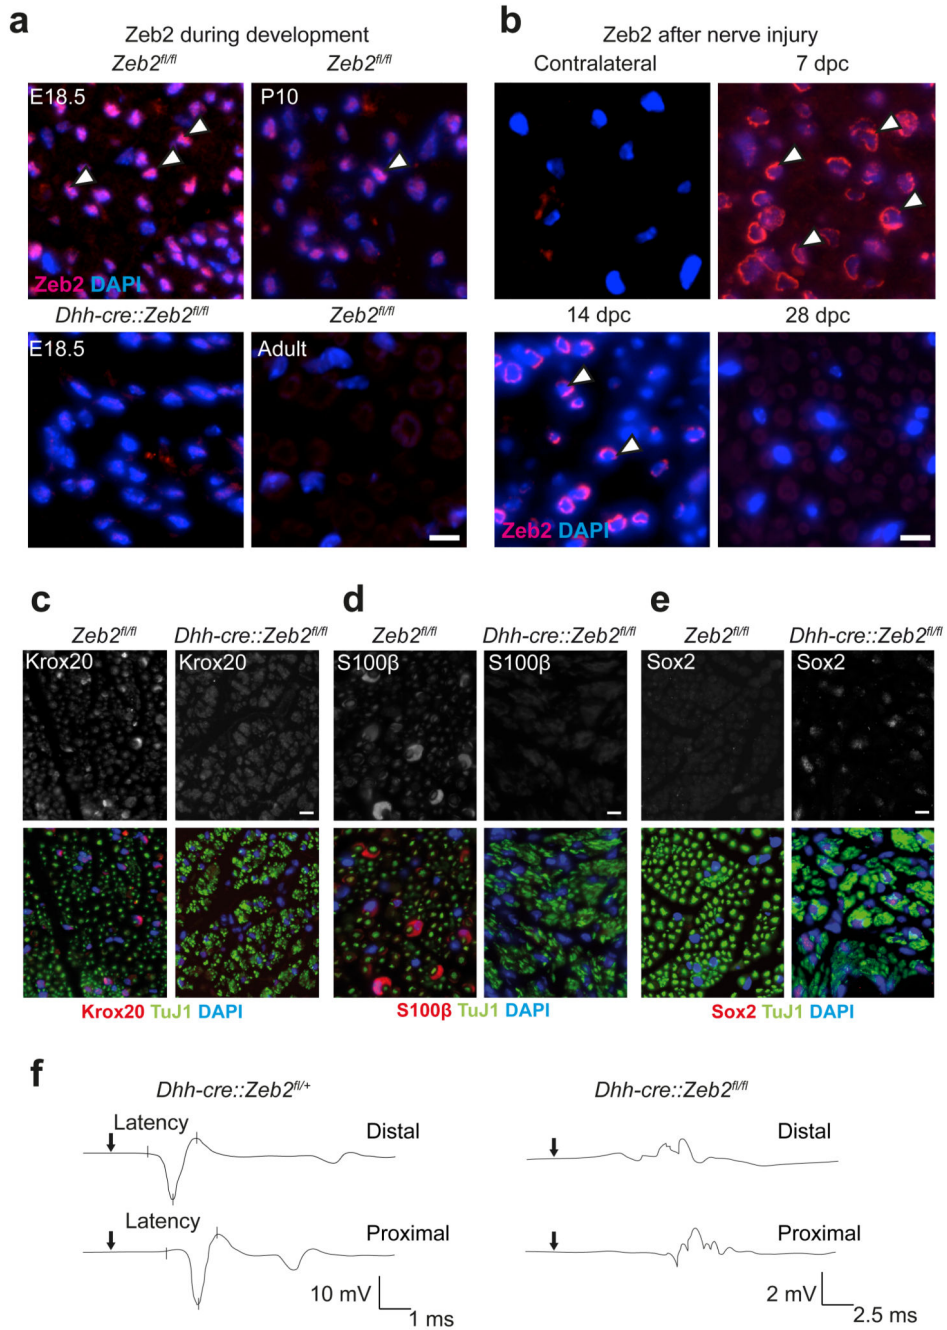 a
Zeb2 during development
Zeb2fl/fl Zeb2fl/fl
E18.5 P10
Zeb2 DAPI
Dhh-cre::Zeb2fl/fl Zeb2fl/fl
E18.5 Adult
b
Zeb2 after nerve injury
Contralateral 7 dpc
14 dpc 28 dpc
Zeb2 DAPI
c
Zeb2fl/fl Dhh-cre::Zeb2fl/fl
Krox20 Krox20
Krox20 TuJ1 DAPI
d
Zeb2fl/fl Dhh-cre::Zeb2fl/fl
S100β S100β
S100β TuJ1 DAPI
e
Zeb2fl/fl Dhh-cre::Zeb2fl/fl
Sox2 Sox2
Sox2 TuJ1 DAPI
f
Dhh-cre::Zeb2fl/+ Dhh-cre::Zeb2fl/fl
Latency Distal Distal
Latency Proximal Proximal
10 mV 2 mV
1 ms 2.5 ms